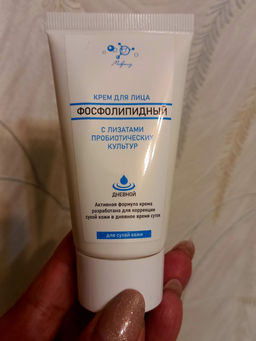 КРЕМ ДЛЯ ЛИЦА
ФОСФОЛИПИДНЫЙ
С ЛИЗАТАМИ
ПРОБИОТИЧЕСКИХ
КУЛЬТУР
ДНЕВНОЙ
Активная формула крема
разработана для коррекции
сухой кожи в дневное время суток
для сухой кожи